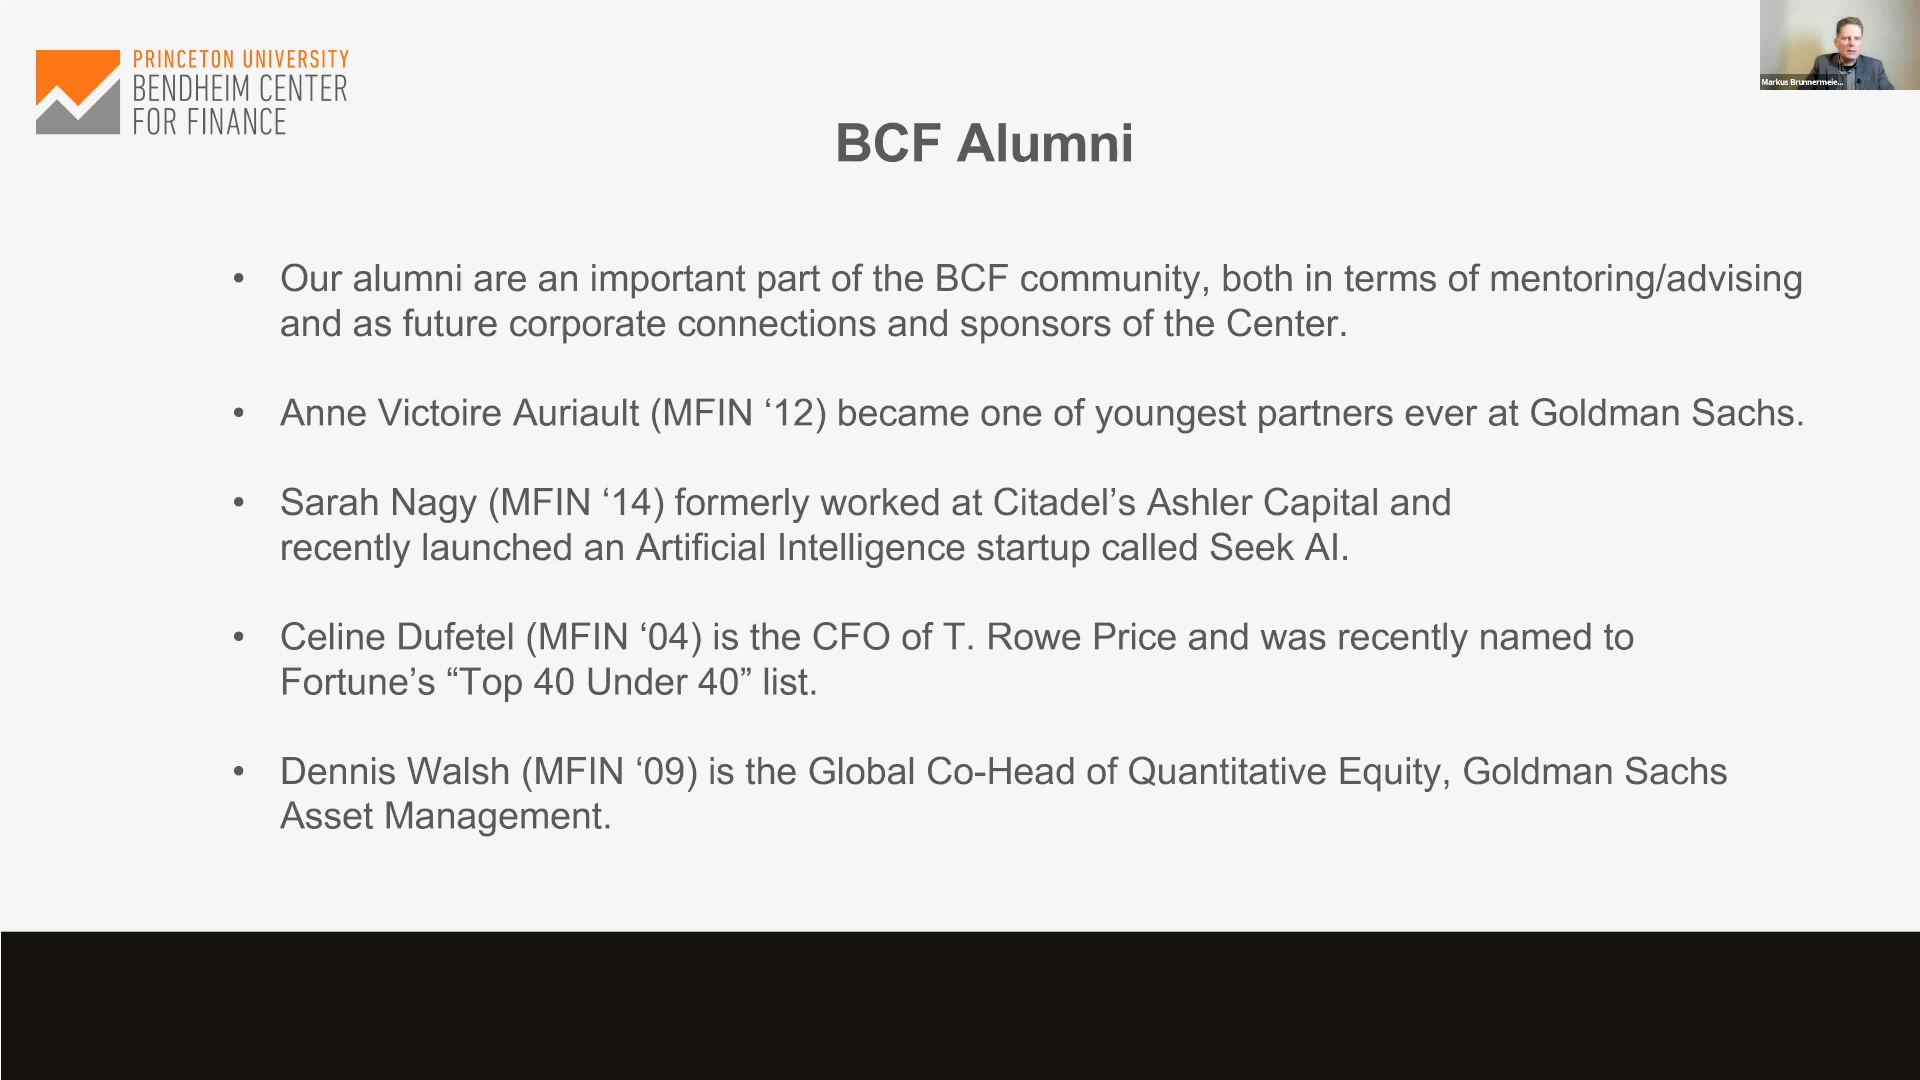 PRINCETON UNIVERSITY
BENDHEIM CENTER
FOR FINANCE
Markus Brunnermeie...
BCF Alumni
• Our alumni are an important part of the BCF community, both in terms of mentoring/advising
and as future corporate connections and sponsors of the Center.
• Anne Victoire Auriault (MFIN ‘12) became one of youngest partners ever at Goldman Sachs.
• Sarah Nagy (MFIN ‘14) formerly worked at Citadel’s Ashler Capital and
recently launched an Artificial Intelligence startup called Seek AI.
• Celine Dufetel (MFIN ‘04) is the CFO of T. Rowe Price and was recently named to
Fortune’s “Top 40 Under 40” list.
• Dennis Walsh (MFIN ‘09) is the Global Co-Head of Quantitative Equity, Goldman Sachs
Asset Management.